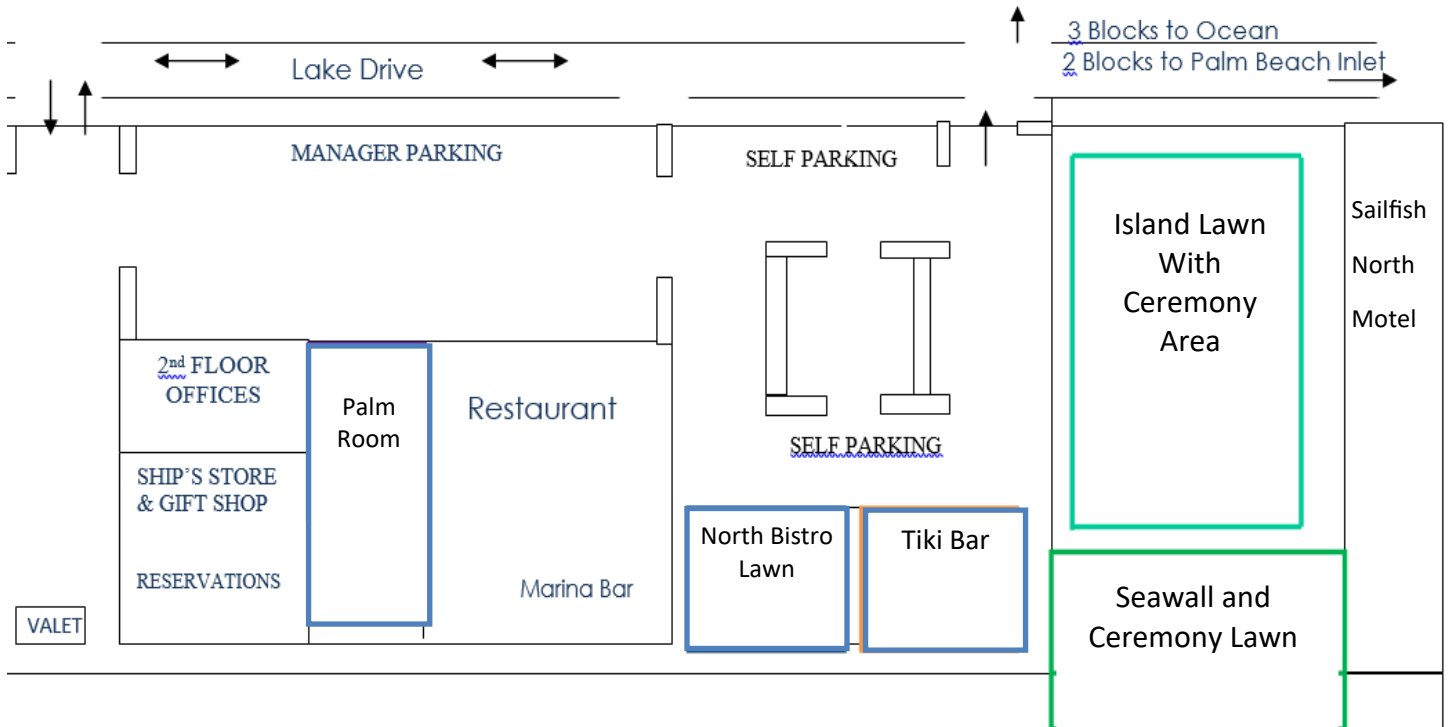 3 Blocks to Ocean
2 Blocks to Palm Beach Inlet
Lake Drive
MANAGER PARKING
SELF PARKING
Island Lawn
With
Ceremony
Area
Sailfish
North
Motel
2nd FLOOR
OFFICES
Palm
Room
Restaurant
SELF PARKING
SHIP'S STORE
& GIFT SHOP
North Bistro
Lawn
Tiki Bar
RESERVATIONS
Marina Bar
Seawall and
Ceremony Lawn
VALET